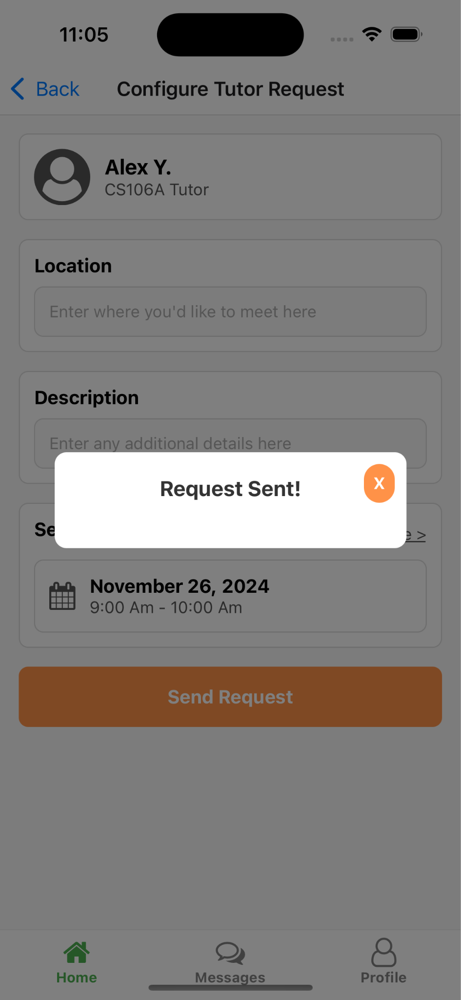 11:05
Back
Configure Tutor Request
Alex Y.
CS106A Tutor
Location
Enter where you'd like to meet here
Description
Enter any additional details here
Request Sent!
X
Se
e >
November 26, 2024
9:00 Am - 10:00 Am
Send Request
Home
Messages
Profile